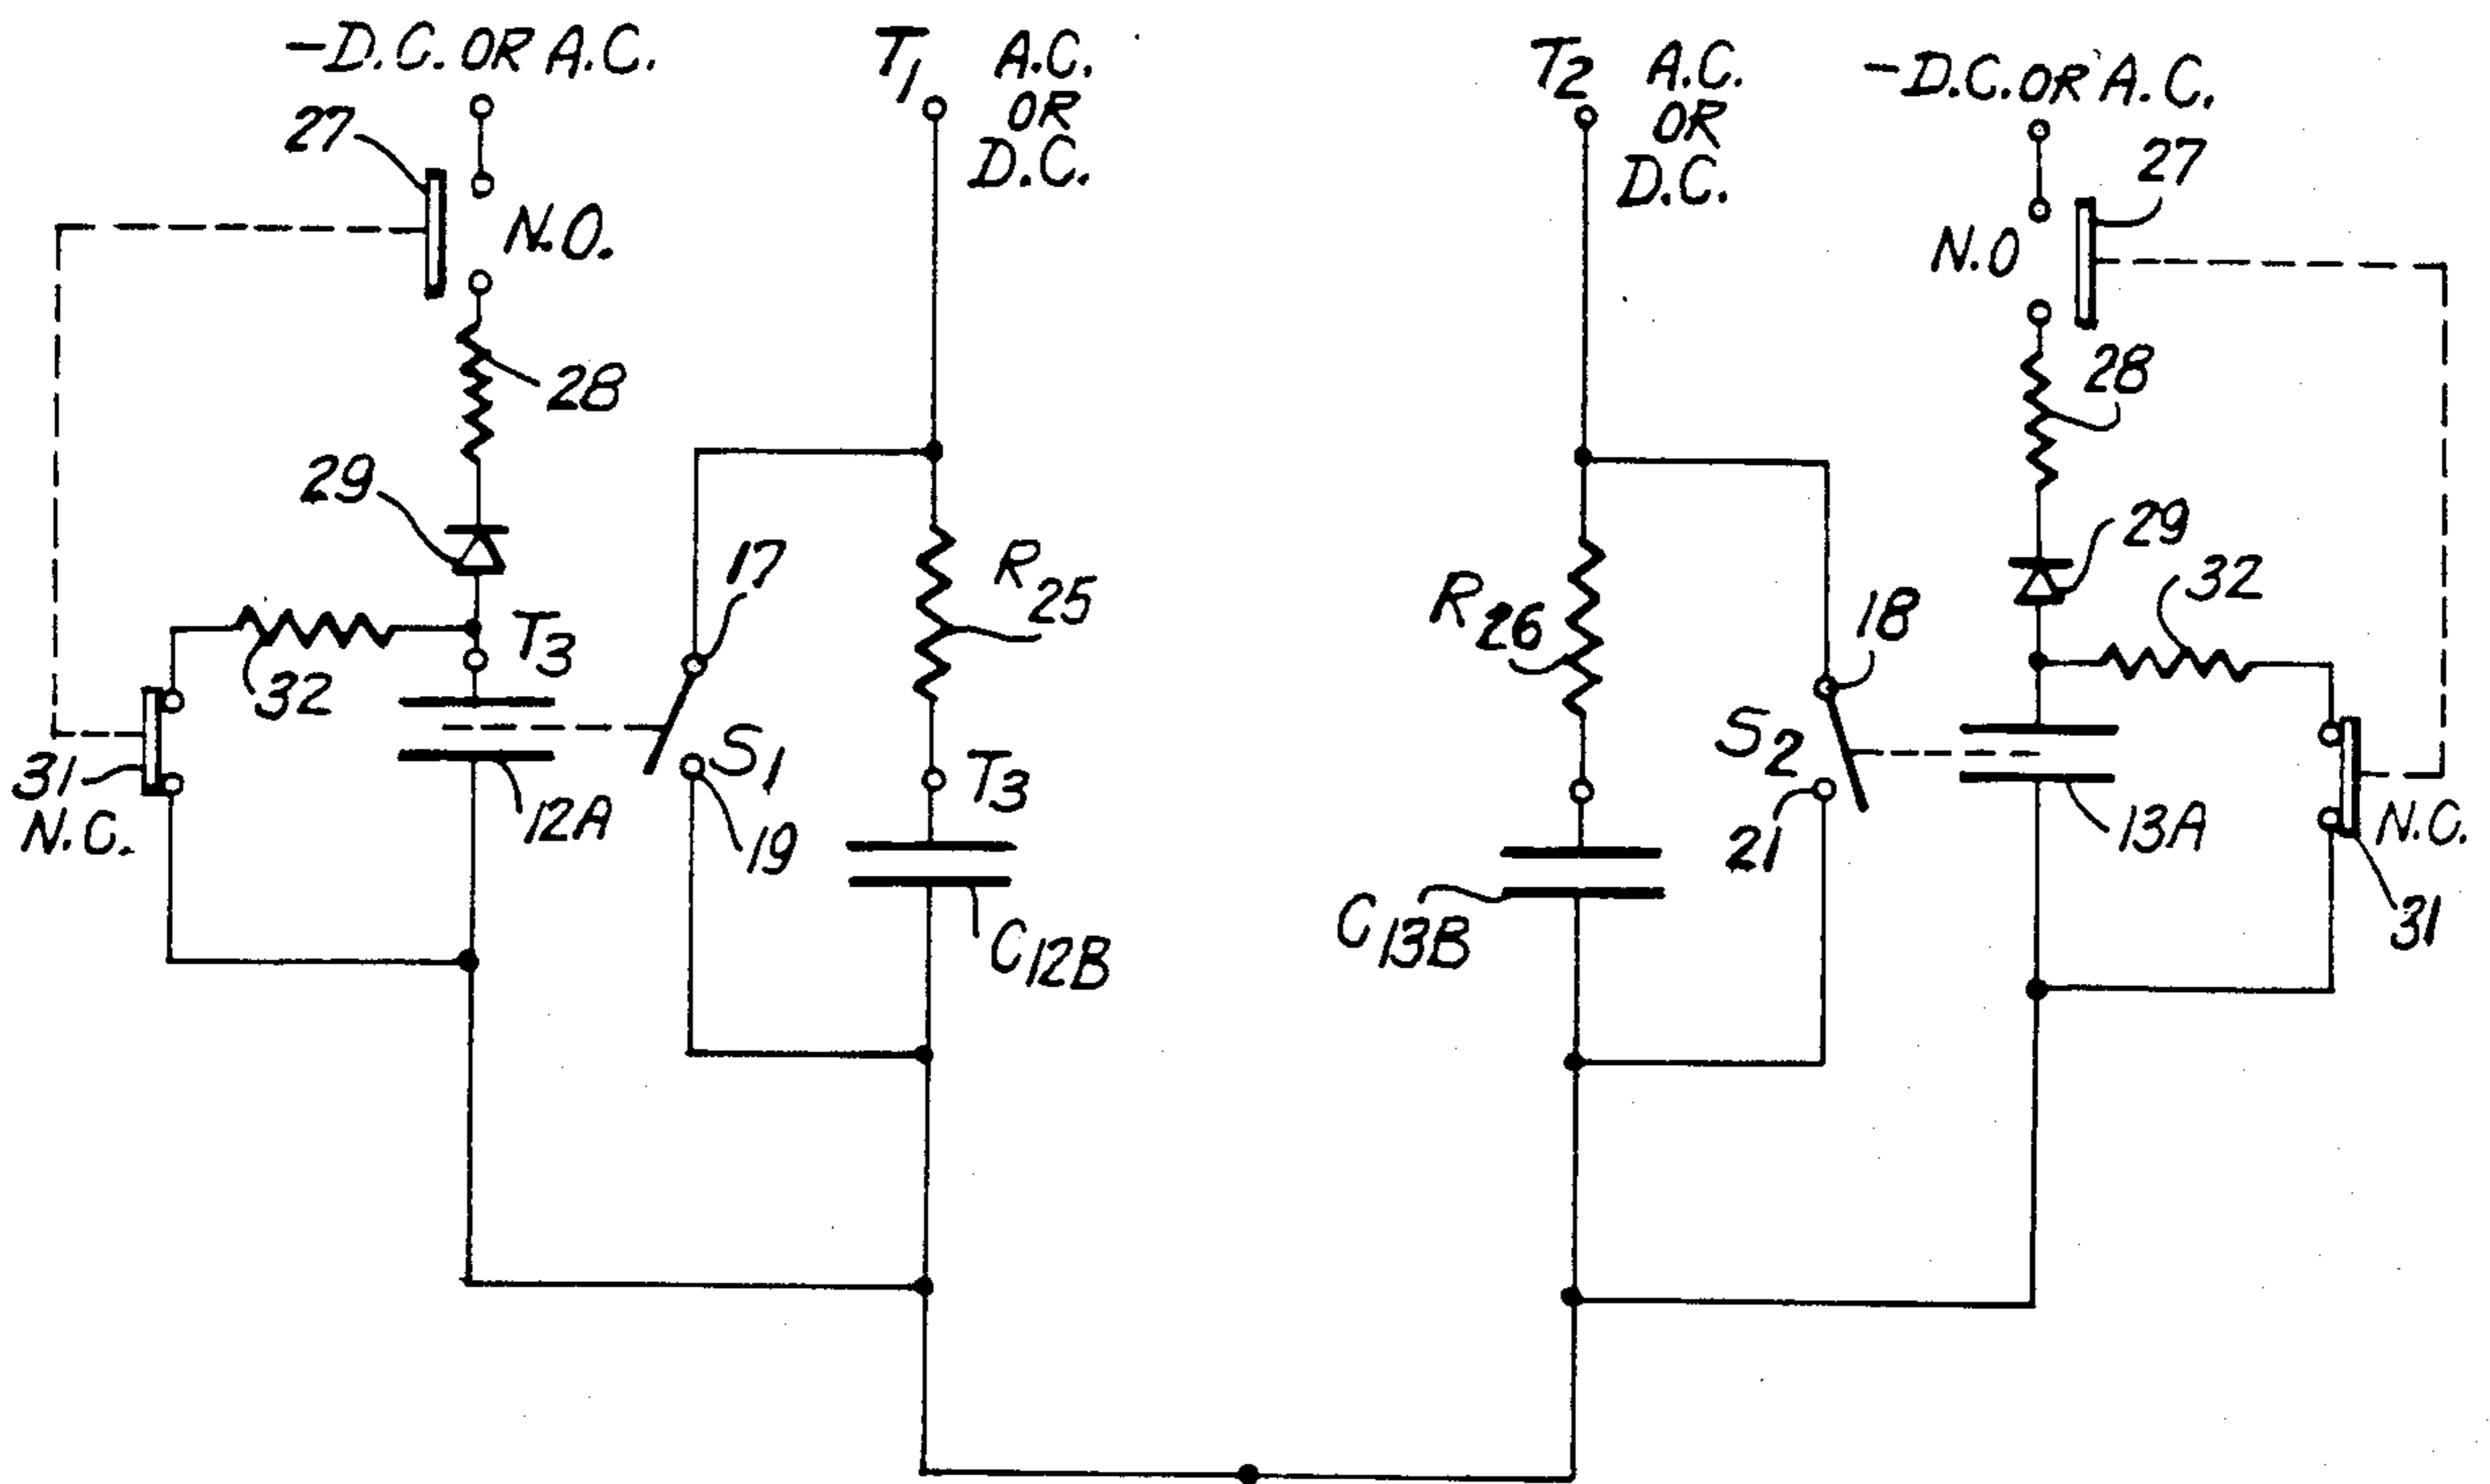 -D.C. OR A.C.
T1
A.C.
OR
D.C.
T2
A.C.
OR
D.C.
-D.C. OR A.C.
27
27
N.O.
N.O
28
28
29
29
17
R25
R26
18
32
T3
32
S1
T3
S2
31
N.C.
12A
19
21
13A
N.C.
C12B
C13B
31